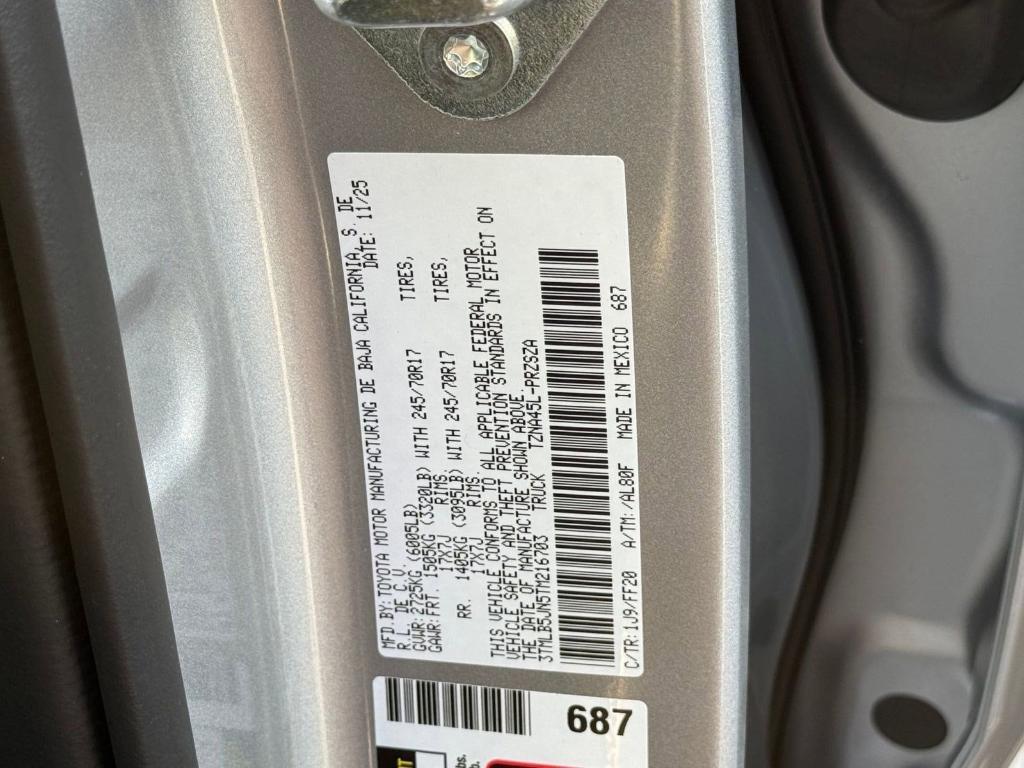 MFD BY: TOYOTA MOTOR MANUFACTURING DE BAJA CALIFORNIA, S. DE
R.L. DE C.V. DATE: 11/25
GVWR: 2725KG (6005LB)
GAWR: FRT. 1505KG (3320LB) WITH 245/70R17 TIRES,
17X7J RIMS
RR. 1405KG (3095LB) WITH 245/70R17 TIRES,
17X7J RIMS
THIS VEHICLE CONFORMS TO ALL APPLICABLE FEDERAL MOTOR
VEHICLE SAFETY AND THEFT PREVENTION STANDARDS IN EFFECT ON
THE DATE OF MANUFACTURE SHOWN ABOVE.
3TMLB5JN5TM216703 TRUCK TZNA45L-PRZSZA
C/TR:1J9/FF20 A/TM:/AL80F MADE IN MEXICO 687
687